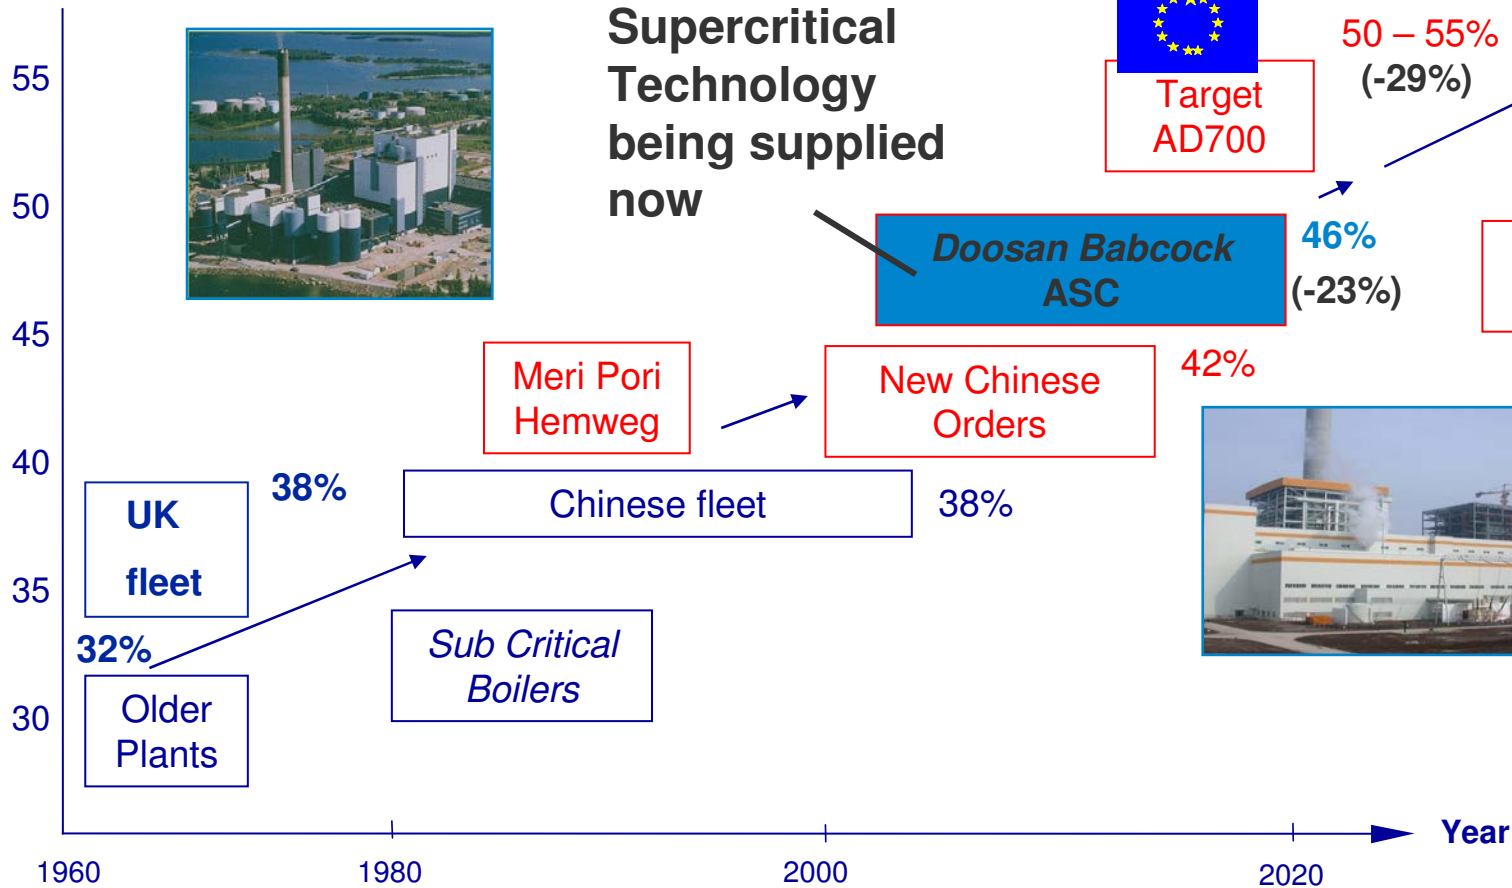 Supercritical
Technology
being supplied
now
50 – 55%
(-29%)
55
Target
AD700
50
Doosan Babcock
ASC
46%
(-23%)
45
Meri Pori
Hemweg
New Chinese
Orders
42%
40
UK
fleet
38%
Chinese fleet
38%
35
32%
Sub Critical
Boilers
30
Older
Plants
Year
1960
1980
2000
2020